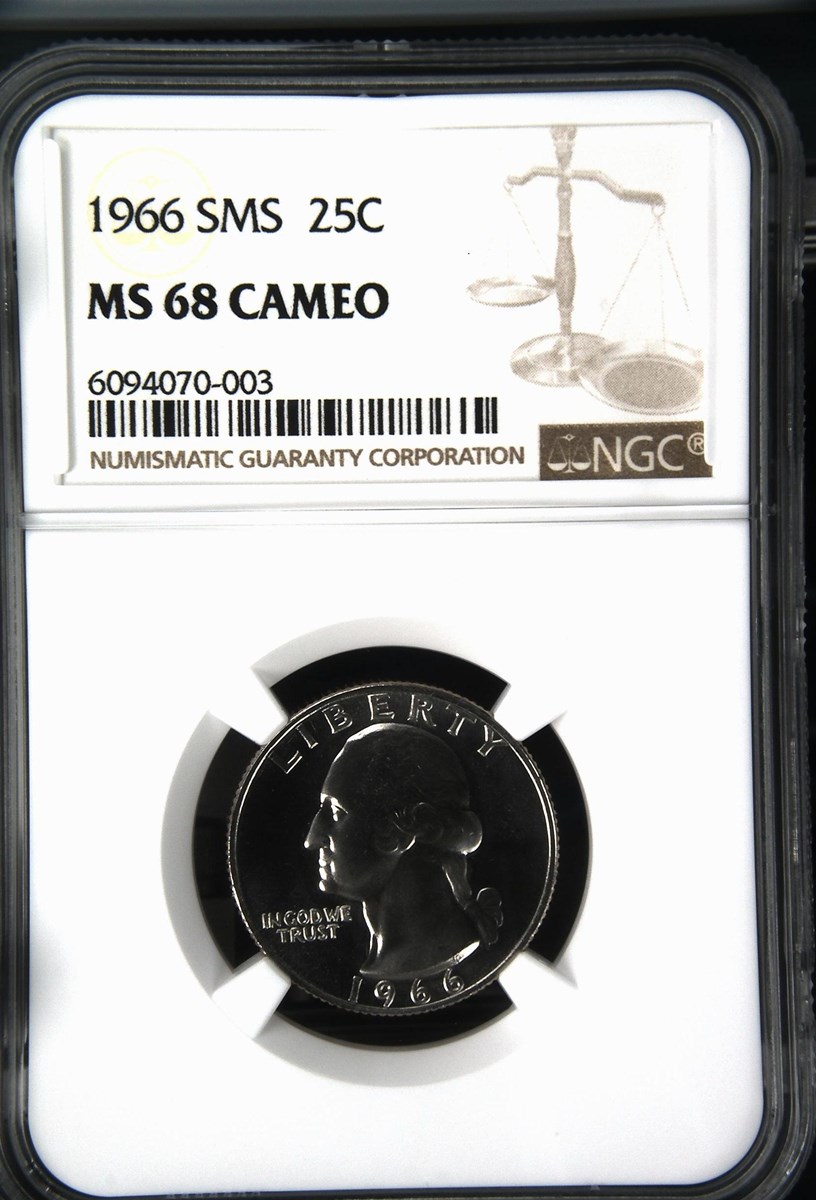 1966 SMS 25C
MS 68 CAMEO
6094070-003
NUMISMATIC GUARANTY CORPORATION
NGC®
LIBERTY
IN GOD WE
TRUST
1966